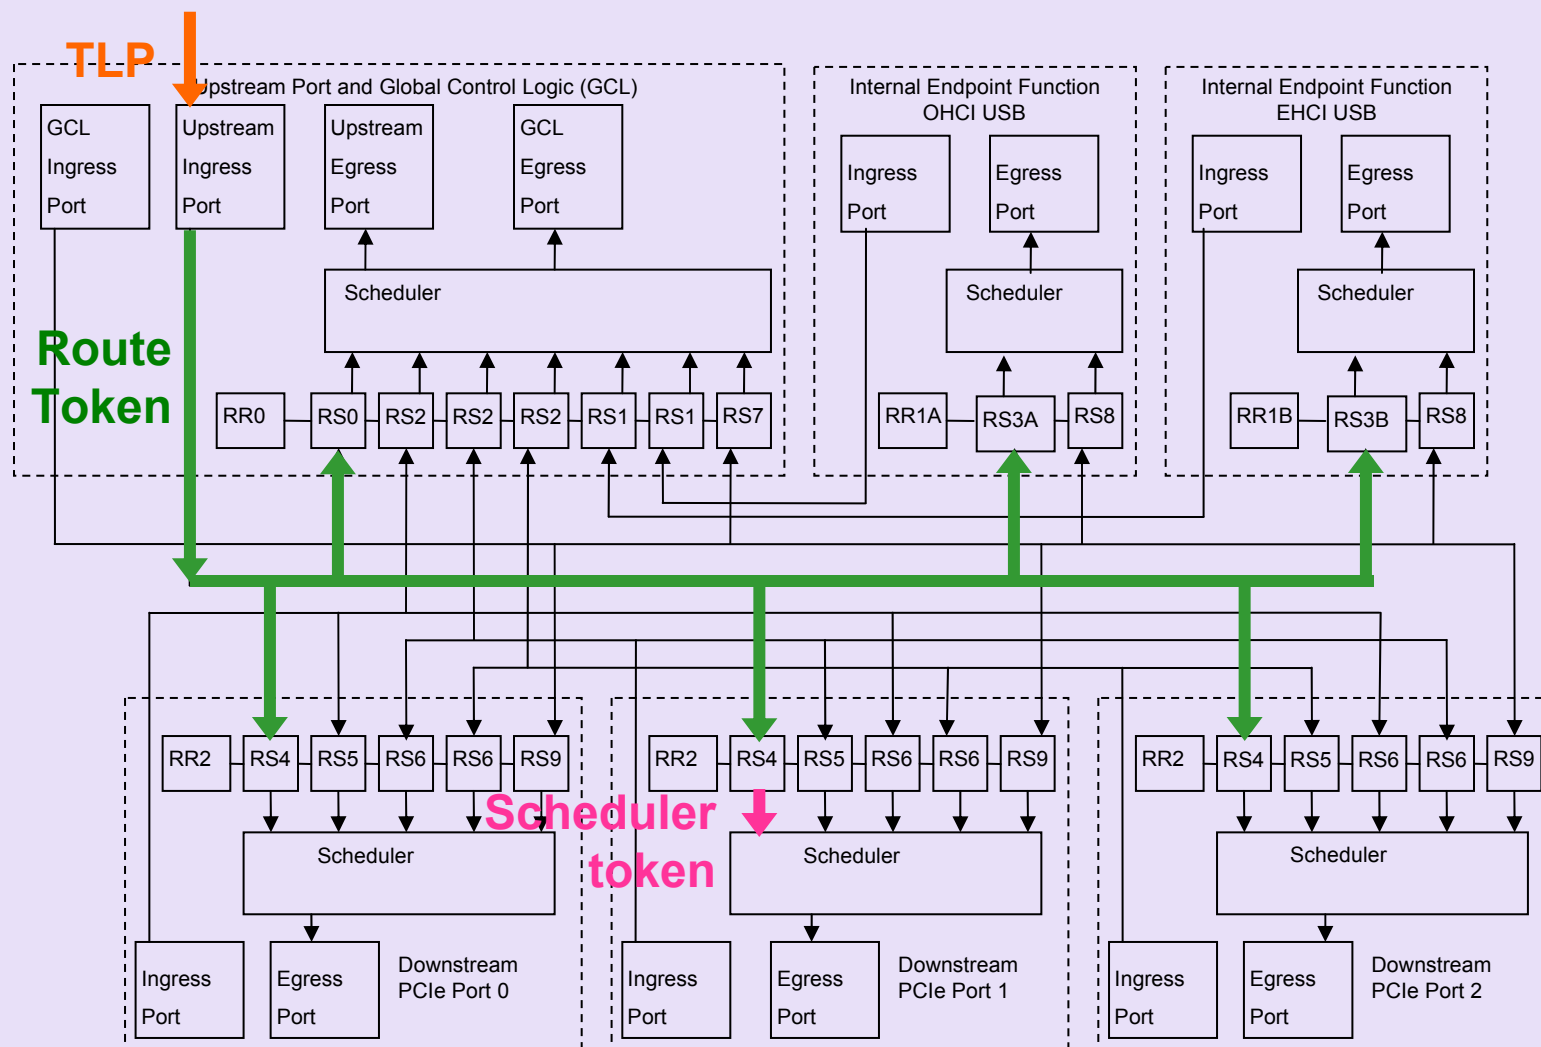 TLP
Upstream Port and Global Control Logic (GCL)
Internal Endpoint Function
OHCI USB
Internal Endpoint Function
EHCI USB
GCL
Ingress
Port
Upstream
Ingress
Port
Upstream
Egress
Port
GCL
Egress
Port
Ingress
Port
Egress
Port
Ingress
Port
Egress
Port
Scheduler
Scheduler
Scheduler
Route
Token
RR0
RS0
RS2
RS2
RS2
RS1
RS1
RS7
RR1A
RS3A
RS8
RR1B
RS3B
RS8
RR2
RS4
RS5
RS6
RS6
RS9
RR2
RS4
RS5
RS6
RS6
RS9
RR2
RS4
RS5
RS6
RS6
RS9
Scheduler
token
Scheduler
Scheduler
Scheduler
Ingress
Port
Egress
Port
Downstream
PCIe Port 0
Ingress
Port
Egress
Port
Downstream
PCIe Port 1
Ingress
Port
Egress
Port
Downstream
PCIe Port 2